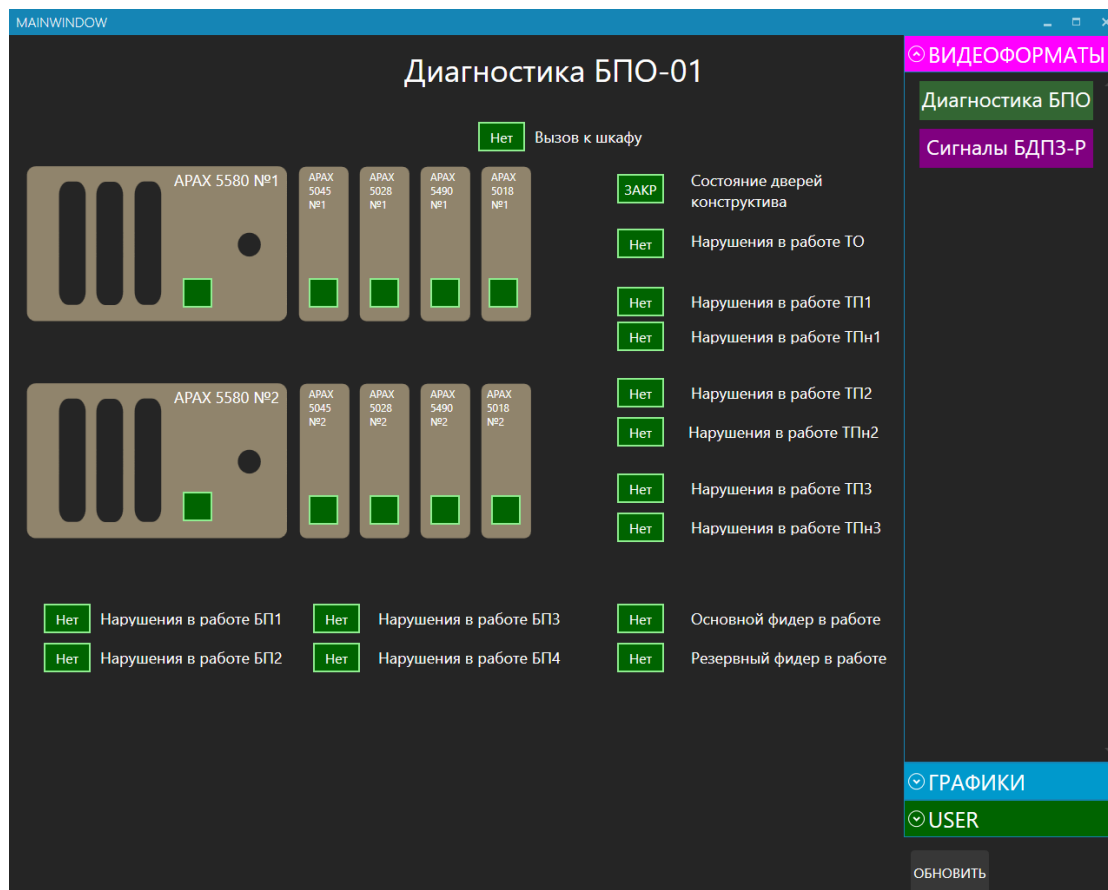 MAINWINDOW
Диагностика БПО-01
Нет Вызов к шкафу
APAX 5580 №1
APAX
5045
№1
APAX
5028
№1
APAX
5490
№1
APAX
5018
№1
ЗАКР
Состояние дверей
конструктива
Нет Нарушения в работе ТО
Нет Нарушения в работе ТП1
Нет Нарушения в работе ТПн1
APAX 5580 №2
APAX
5045
№2
APAX
5028
№2
APAX
5490
№2
APAX
5018
№2
Нет Нарушения в работе ТП2
Нет Нарушения в работе ТПн2
Нет Нарушения в работе ТП3
Нет Нарушения в работе ТПн3
Нет Нарушения в работе БП1
Нет Нарушения в работе БП3
Нет Основной фидер в работе
Нет Нарушения в работе БП2
Нет Нарушения в работе БП4
Нет Резервный фидер в работе
ВИДЕОФОРМАТЫ
Диагностика БПО
Сигналы БДПЗ-Р
ГРАФИКИ
USER
ОБНОВИТЬ